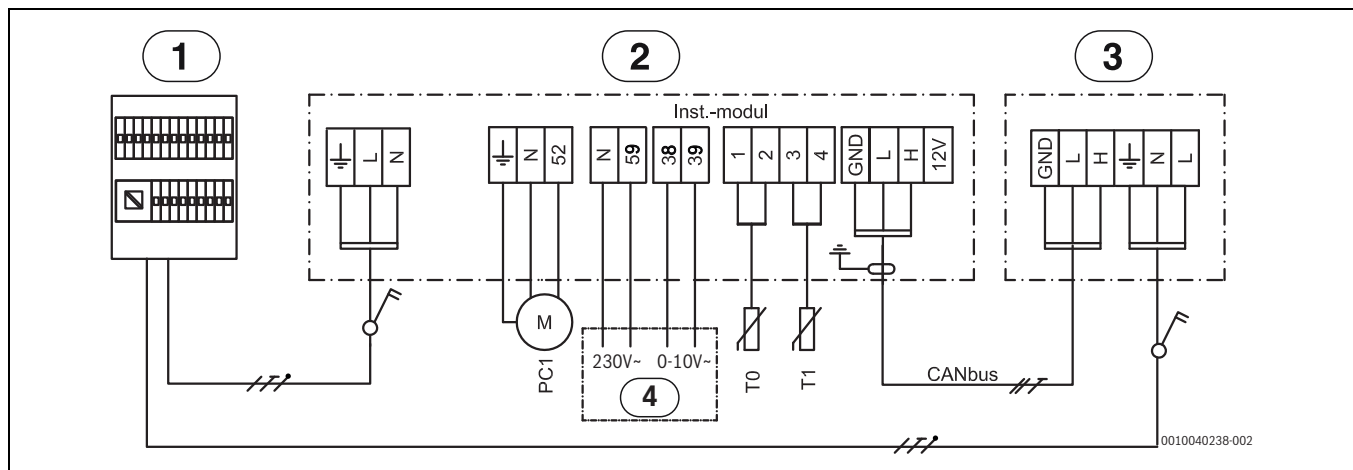 1
2
3
Inst.-modul
L
N
N
52
N
59
38
39
1
2
3
4
GND
L
H
12V
GND
L
H
N
L
M
PC1
230V~
0-10V~
4
T0
T1
CANbus
0010040238-002